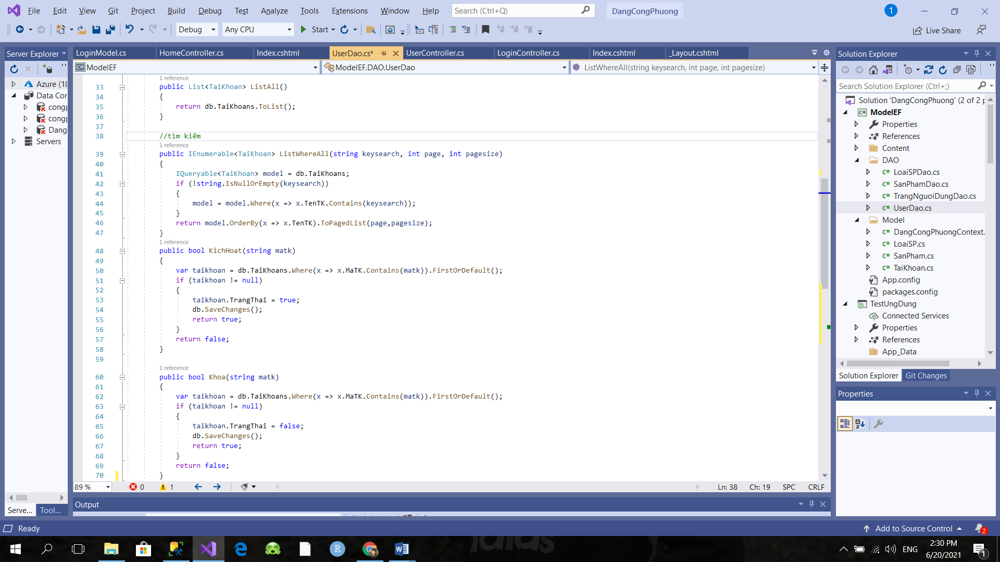 File Edit View Git Project Build Debug Test Analyze Tools Extensions Window Help Search (Ctrl+Q) DangCongPhuong 1
Debug Any CPU Start Live Share
Server Explorer
Azure (18
Data Cor
congp
congp
Dang
Servers
Serve... Tool...
LoginModel.cs HomeController.cs Index.cshtml UserDao.cs* UserController.cs LoginController.cs Index.cshtml _Layout.cshtml
ModelEF ModelEF.DAO.UserDao ListWhereAll(string keysearch, int page, int pagesize)
1 reference
33 public List<TaiKhoan> ListAll()
34 {
35 return db.TaiKhoans.ToList();
36 }
37
38 //tìm kiếm
1 reference
39 public IEnumerable<TaiKhoan> ListWhereAll(string keysearch, int page, int pagesize)
40 {
41 IQueryable<TaiKhoan> model = db.TaiKhoans;
42 if (!string.IsNullOrEmpty(keysearch))
43 {
44 model = model.Where(x => x.TenTK.Contains(keysearch));
45 }
46 return model.OrderBy(x => x.TenTK).ToPagedList(page,pagesize);
47 }
1 reference
48 public bool KichHoat(string matk)
49 {
50 var taikhoan = db.TaiKhoans.Where(x => x.MaTK.Contains(matk)).FirstOrDefault();
51 if (taikhoan != null)
52 {
53 taikhoan.TrangThai = true;
54 db.SaveChanges();
55 return true;
56 }
57 return false;
58 }
59
1 reference
60 public bool Khoa(string matk)
61 {
62 var taikhoan = db.TaiKhoans.Where(x => x.MaTK.Contains(matk)).FirstOrDefault();
63 if (taikhoan != null)
64 {
65 taikhoan.TrangThai = false;
66 db.SaveChanges();
67 return true;
68 }
69 return false;
70 }
89 % 0 1 Ln: 38 Ch: 19 SPC CRLF
Output
Solution Explorer
Search Solution Explorer (Ctrl+;)
Solution 'DangCongPhuong' (2 of 2 p
ModelEF
Properties
References
Content
DAO
LoaiSPDao.cs
SanPhamDao.cs
TrangNguoiDungDao.cs
UserDao.cs
Model
DangCongPhuongContext.
LoaiSP.cs
SanPham.cs
TaiKhoan.cs
App.config
packages.config
TestUngDung
Connected Services
Properties
References
App_Data
Solution Explorer Git Changes
Properties
Ready Add to Source Control 2
ENG 2:30 PM
6/20/2021 1